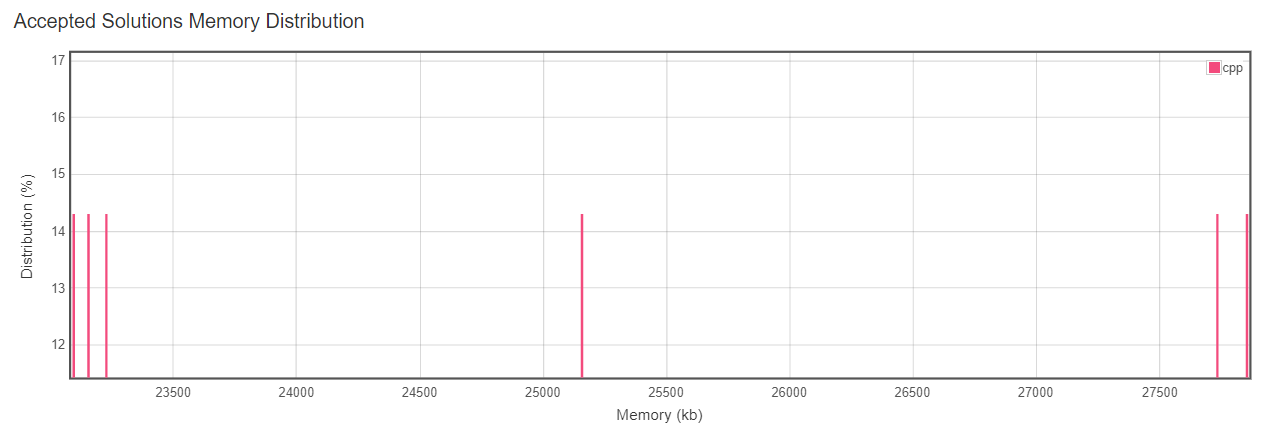 Accepted Solutions Memory Distribution
17
cpp
16
15
14
13
12
Distribution (%)
23500 24000 24500 25000 25500 26000 26500 27000 27500
Memory (kb)